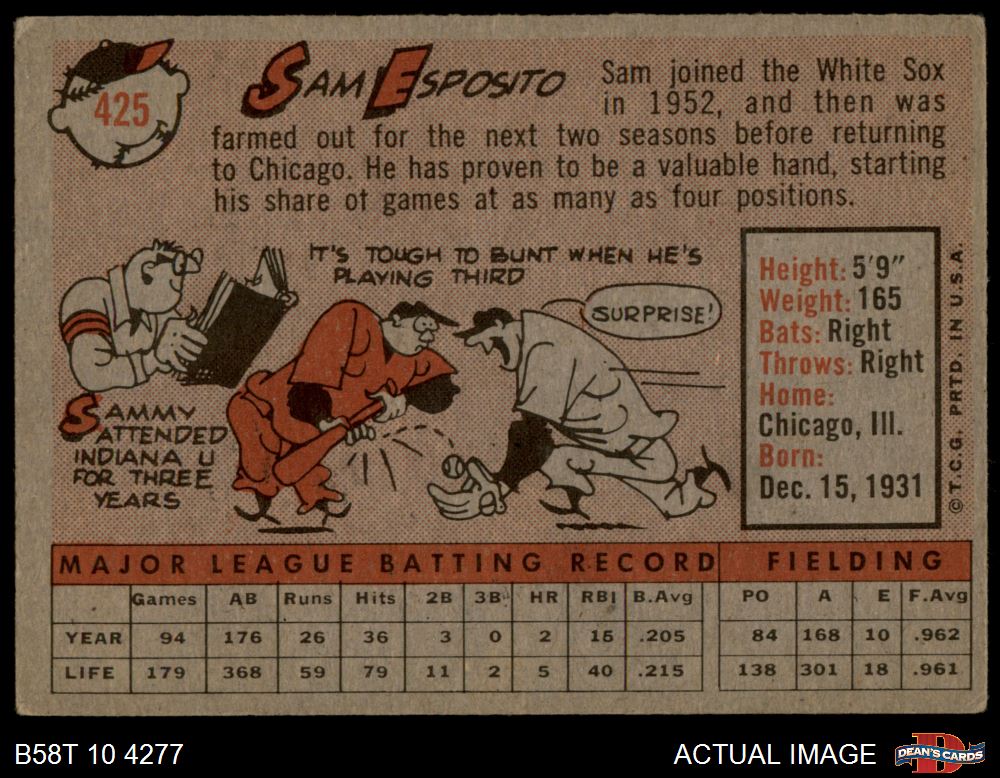 425
SAM ESPOSITO
Sam joined the White Sox
in 1952, and then was
farmed out for the next two seasons before returning
to Chicago. He has proven to be a valuable hand, starting
his share of games at as many as four positions.
IT'S TOUGH TO BUNT WHEN HE'S
PLAYING THIRD
SURPRISE!
SAMMY
ATTENDED
INDIANA U
FOR THREE
YEARS
Height: 5'9"
Weight: 165
Bats: Right
Throws: Right
Home:
Chicago, Ill.
Born:
Dec. 15, 1931
© T.C.G. PRTD. IN U.S.A.
MAJOR LEAGUE BATTING RECORD FIELDING
Games AB Runs Hits 2B 3B HR RBI B.Avg PO A E F.Avg
YEAR 94 176 26 36 3 0 2 15 .205 84 168 10 .962
LIFE 179 368 59 79 11 2 5 40 .215 138 301 18 .961
B58T 10 4277 ACTUAL IMAGE D DEAN'S CARDS